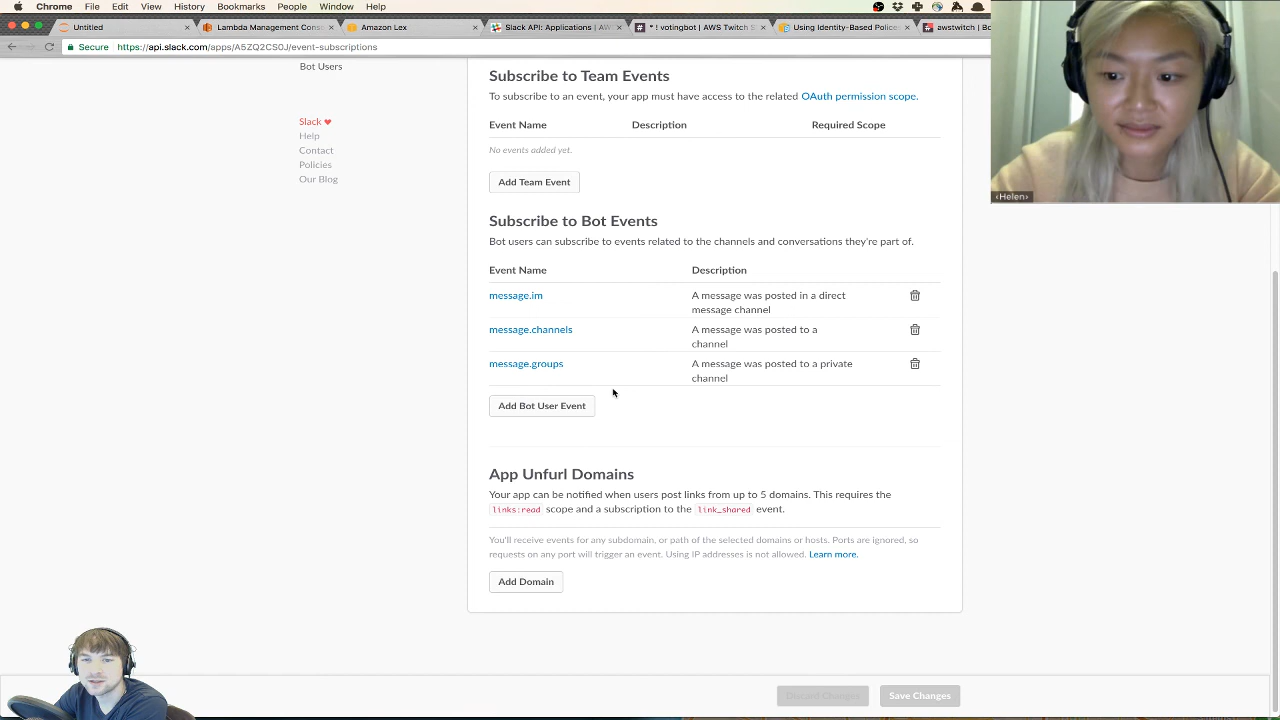 Chrome File Edit View History Bookmarks People Window Help
Untitled
Lambda Management Cons
Amazon Lex
Slack API: Applications | AWS
* ! votingbot | AWS Twitch S
Using Identity-Based Policie
awstwitch | Bo
Secure https://api.slack.com/apps/A5ZQ2CS0J/event-subscriptions
Bot Users
Slack ♥
Help
Contact
Policies
Our Blog
Subscribe to Team Events
To subscribe to an event, your app must have access to the related OAuth permission scope.
Event Name Description Required Scope
No events added yet.
Add Team Event
Subscribe to Bot Events
Bot users can subscribe to events related to the channels and conversations they're part of.
Event Name Description
message.im A message was posted in a direct
message channel
message.channels A message was posted to a
channel
message.groups A message was posted to a private
channel
Add Bot User Event
App Unfurl Domains
Your app can be notified when users post links from up to 5 domains. This requires the
links:read scope and a subscription to the link_shared event.
You'll receive events for any subdomain, or path of the selected domains or hosts. Ports are ignored, so
requests on any port will trigger an event. Using IP addresses is not allowed. Learn more.
Add Domain
Discard Changes Save Changes
‹Helen›